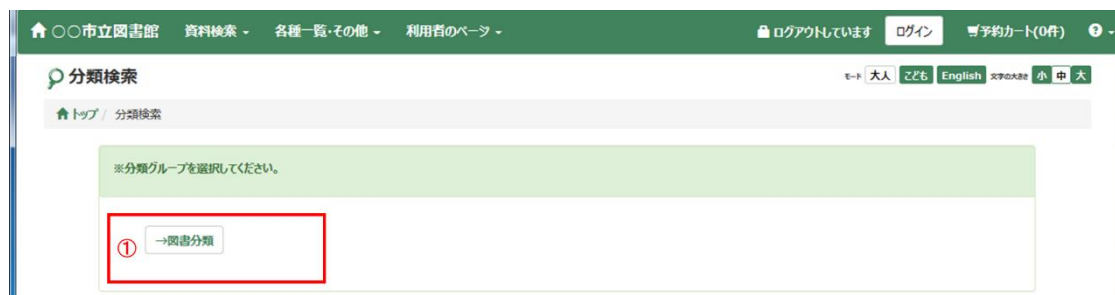 ○○市立図書館 資料検索 各種一覧・その他 利用者のページ ログアウトしています ログイン 予約カート(0件)
分類検索 モード 大人 こども English 文字の大きさ 小 中 大
トップ / 分類検索
※分類グループを選択してください。
① →図書分類